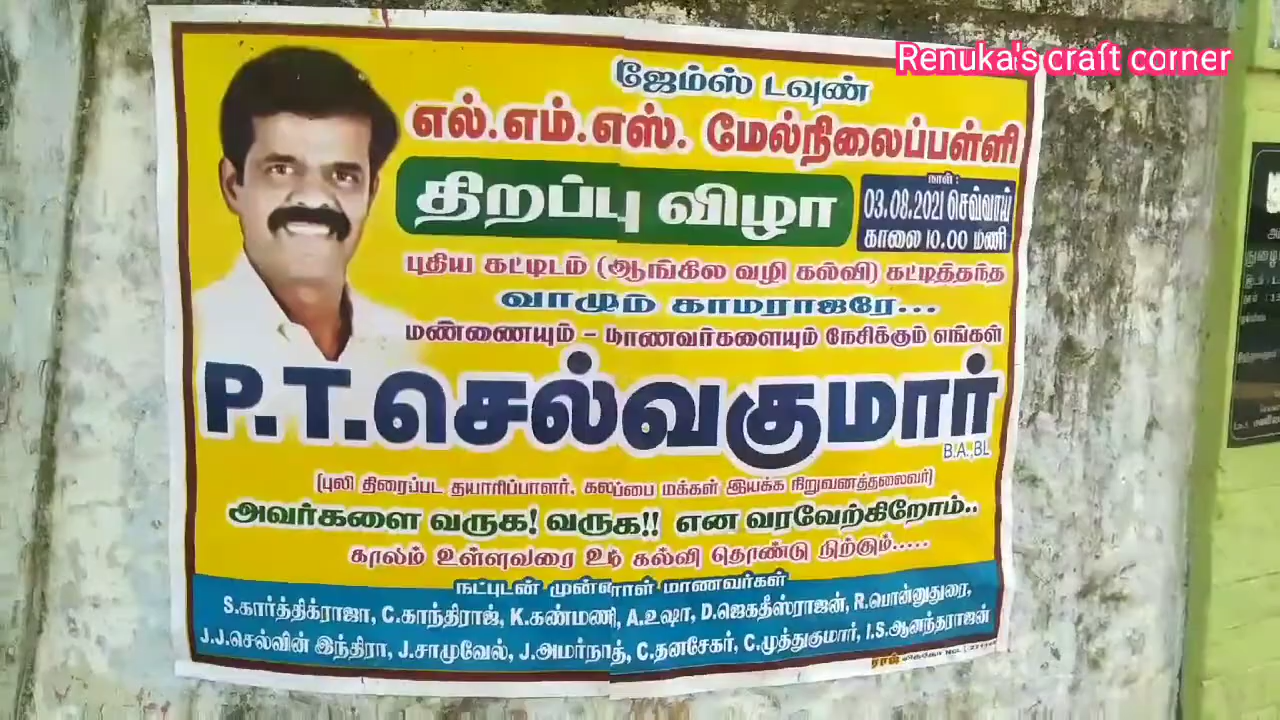 Renuka's craft corner
ஜேம்ஸ் டவுண்
எல்.எம்.எஸ். மேல்நிலைப்பள்ளி
திறப்பு விழா
நாள் :
03.08.2021 செவ்வாய்
காலை 10.00 மணி
புதிய கட்டிடம் (ஆங்கில வழி கல்வி) கட்டித்தந்த
வாழும் காமராஜரே...
மண்ணையும் - மாணவர்களையும் நேசிக்கும் எங்கள்
P.T.செல்வகுமார்
B.A.,BL
(புலி திரைப்பட தயாரிப்பாளர், கலப்பை மக்கள் இயக்க நிறுவனத்தலைவர்)
அவர்களை வருக! வருக!! என வரவேற்கிறோம்..
காலம் உள்ளவரை உம் கல்வி தொண்டு நிற்கும்.....
நட்புடன் முன்னாள் மாணவர்கள்
S.கார்த்திக்ராஜா, C.காந்திராஜ், K.கண்மணி, A.உஷா, D.ஜெகதீஸ்ராஜன், R.பொன்னுதுரை,
J.J.செல்வின் இந்திரா, J.சாமுவேல், J.அமர்நாத், C.தனசேகர், C.முத்துகுமார், I.S.ஆனந்தராஜன்
ராஜ்